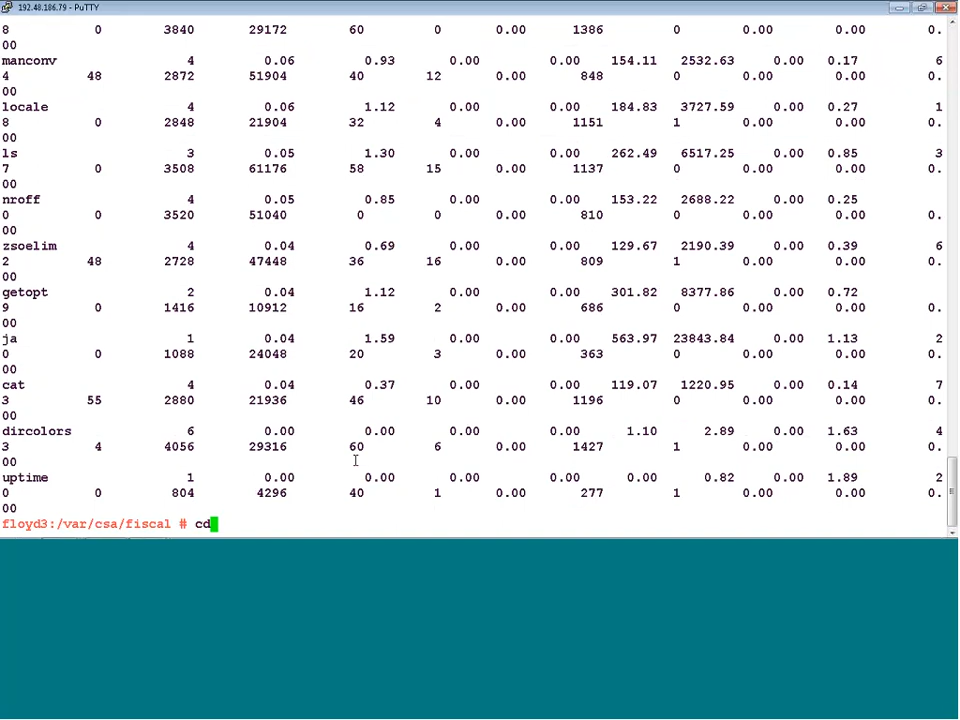 192.48.186.79 - PuTTY
8 0 3840 29172 60 0 0.00 1386 0 0.00 0.00 0.
00
manconv 4 0.06 0.93 0.00 0.00 154.11 2532.63 0.00 0.17 6
4 48 2872 51904 40 12 0.00 848 0 0.00 0.00 0.
00
locale 4 0.06 1.12 0.00 0.00 184.83 3727.59 0.00 0.27 1
8 0 2848 21904 32 4 0.00 1151 1 0.00 0.00 0.
00
ls 3 0.05 1.30 0.00 0.00 262.49 6517.25 0.00 0.85 3
7 0 3508 61176 58 15 0.00 1137 0 0.00 0.00 0.
00
nroff 4 0.05 0.85 0.00 0.00 153.22 2688.22 0.00 0.25
0 0 3520 51040 0 0 0.00 810 0 0.00 0.00 0.
00
zsoelim 4 0.04 0.69 0.00 0.00 129.67 2190.39 0.00 0.39 6
2 48 2728 47448 36 16 0.00 809 1 0.00 0.00 0.
00
getopt 2 0.04 1.12 0.00 0.00 301.82 8377.86 0.00 0.72
9 0 1416 10912 16 2 0.00 686 0 0.00 0.00 0.
00
ja 1 0.04 1.59 0.00 0.00 563.97 23843.84 0.00 1.13 2
0 0 1088 24048 20 3 0.00 363 0 0.00 0.00 0.
00
cat 4 0.04 0.37 0.00 0.00 119.07 1220.95 0.00 0.14 7
3 55 2880 21936 46 10 0.00 1196 0 0.00 0.00 0.
00
dircolors 6 0.00 0.00 0.00 0.00 1.10 2.89 0.00 1.63 4
3 4 4056 29316 60 6 0.00 1427 1 0.00 0.00 0.
00
uptime 1 0.00 0.00 0.00 0.00 0.00 0.82 0.00 1.89 2
0 0 804 4296 40 1 0.00 277 1 0.00 0.00 0.
00
floyd3:/var/csa/fiscal # cd